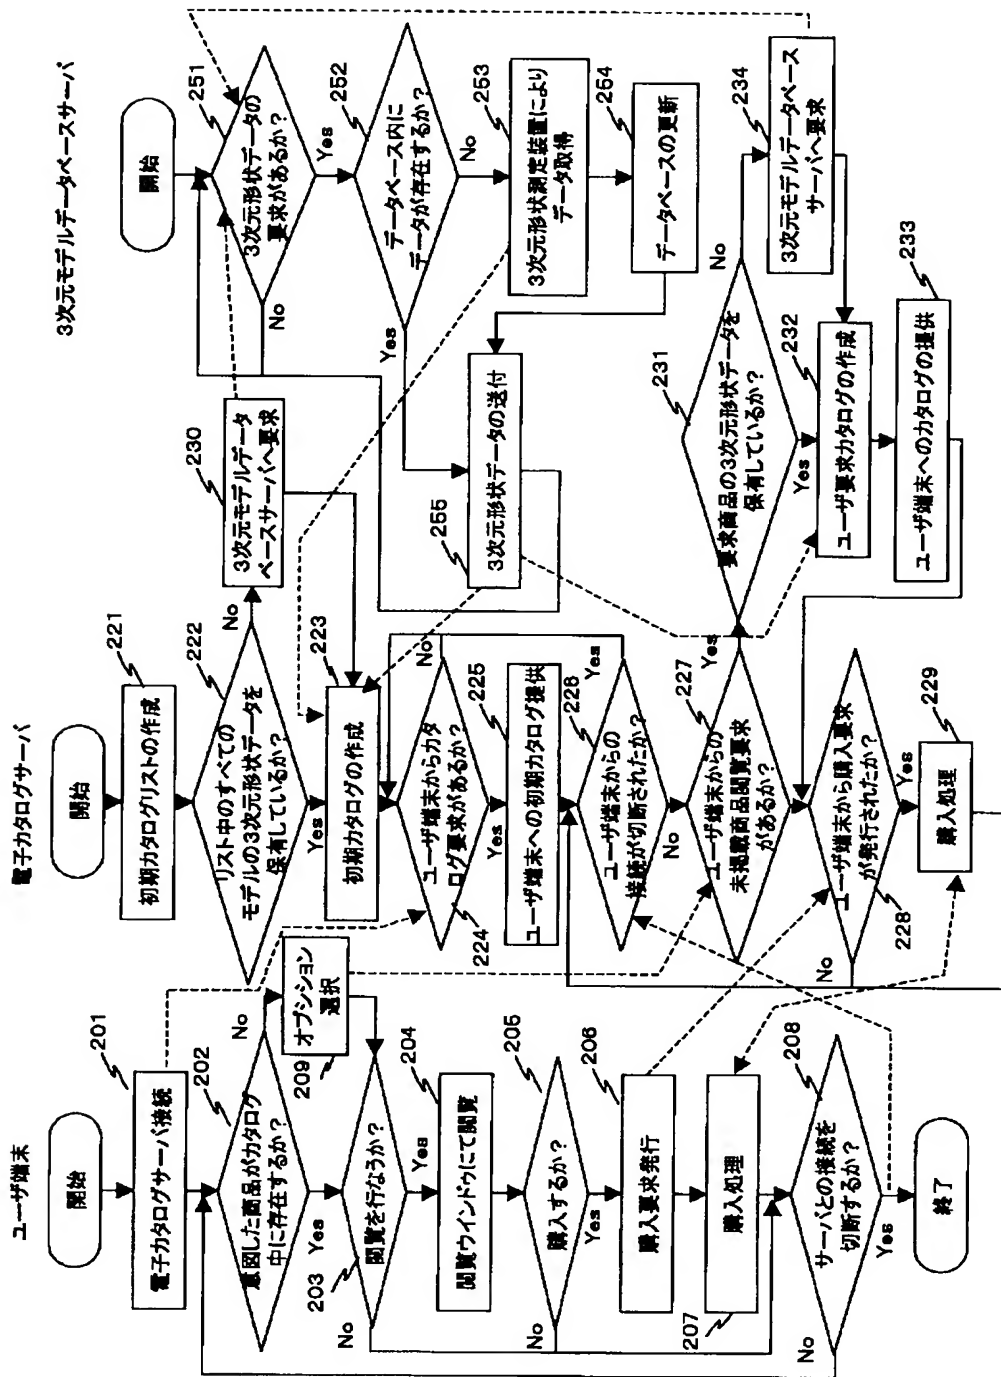 ユーザ端末
開始
201
電子カタログサーバ接続
202
意図した商品がカタログ
中に存在するか？
No
Yes
オプション
選択
209
203
閲覧を行なうか？
No
Yes
204
閲覧ウインドウにて閲覧
205
購入するか？
No
Yes
206
購入要求発行
購入処理
207
208
サーバとの接続を
切断するか？
No
Yes
終了
電子カタログサーバ
開始
221
初期カタログリストの作成
222
リスト中のすべての
モデルの3次元形状データを
保有しているか？
No
Yes
230
3次元モデルデータ
ベースサーバへ要求
223
初期カタログの作成
ユーザ端末からカタ
ログ要求があるか？
224
No
Yes
225
ユーザ端末への初期カタログ提供
226
ユーザ端末からの
接続が切断されたか？
Yes
No
227
ユーザ端末からの
未掲載商品閲覧要求
があるか？
Yes
ユーザ端末から購入要求
が発行されたか？
228
No
Yes
229
購入処理
231
要求商品の3次元形状データを
保有しているか？
No
Yes
234
3次元モデルデータベース
サーバへ要求
232
ユーザ要求カタログの作成
233
ユーザ端末へのカタログの提供
3次元モデルデータベースサーバ
開始
251
3次元形状データの
要求があるか？
No
Yes
252
データベース内に
データが存在するか？
Yes
No
253
3次元形状測定装置により
データ取得
254
データベースの更新
255
3次元形状データの送付